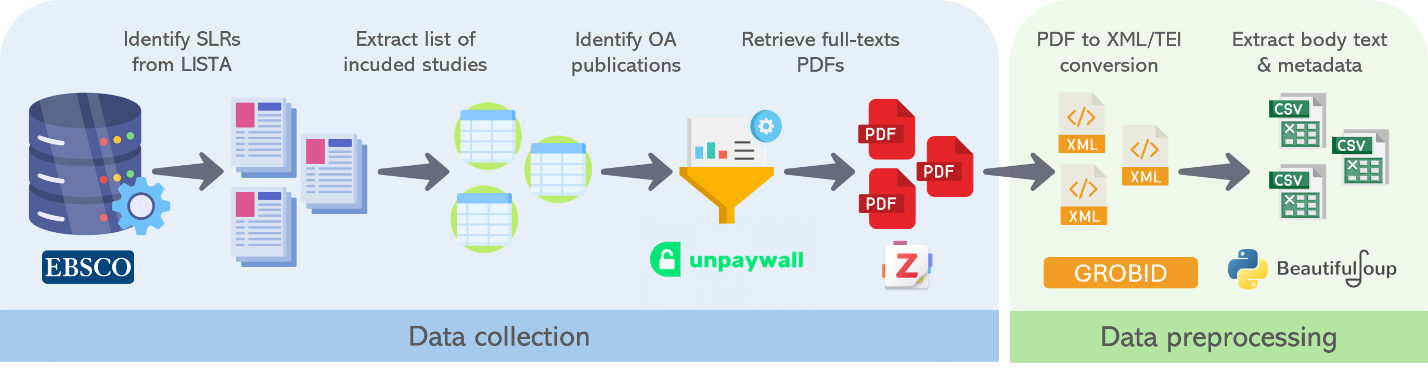 Identify SLRs
from LISTA
Extract list of
incuded studies
Identify OA
publications
Retrieve full-texts
PDFs
PDF to XML/TEI
conversion
Extract body text
& metadata
EBSCO
unpaywall
PDF
PDF
PDF
Z
XML
XML
XML
GROBID
CSV
CSV
CSV
BeautifulSoup
Data collection
Data preprocessing